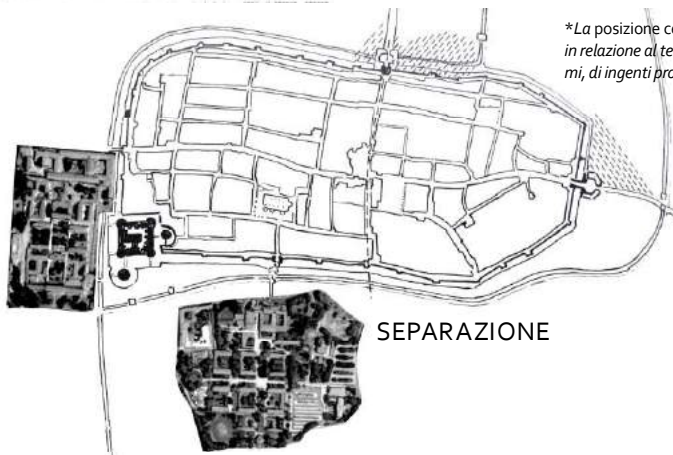 *La posizione
in relazione al
mi, di ingenti
SEPARAZIONE